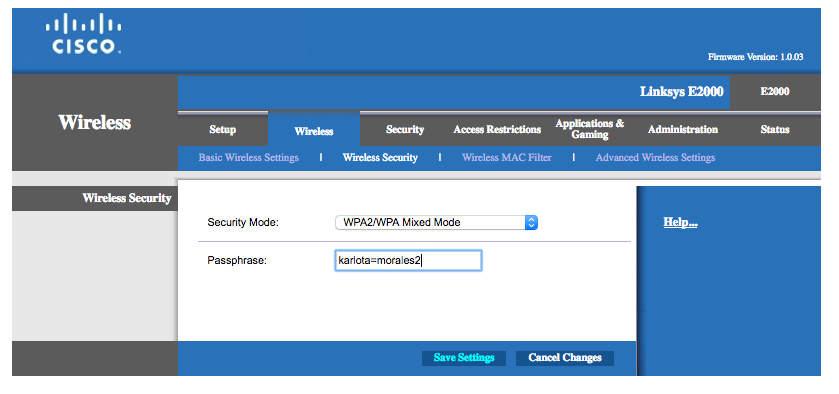 CISCO.
Firmware Version: 1.0.03
Linksys E2000 E2000
Wireless
Setup Wireless Security Access Restrictions Applications & Gaming Administration Status
Basic Wireless Settings | Wireless Security | Wireless MAC Filter | Advanced Wireless Settings
Wireless Security
Security Mode: WPA2/WPA Mixed Mode
Help...
Passphrase: karlota=morales2
Save Settings Cancel Changes